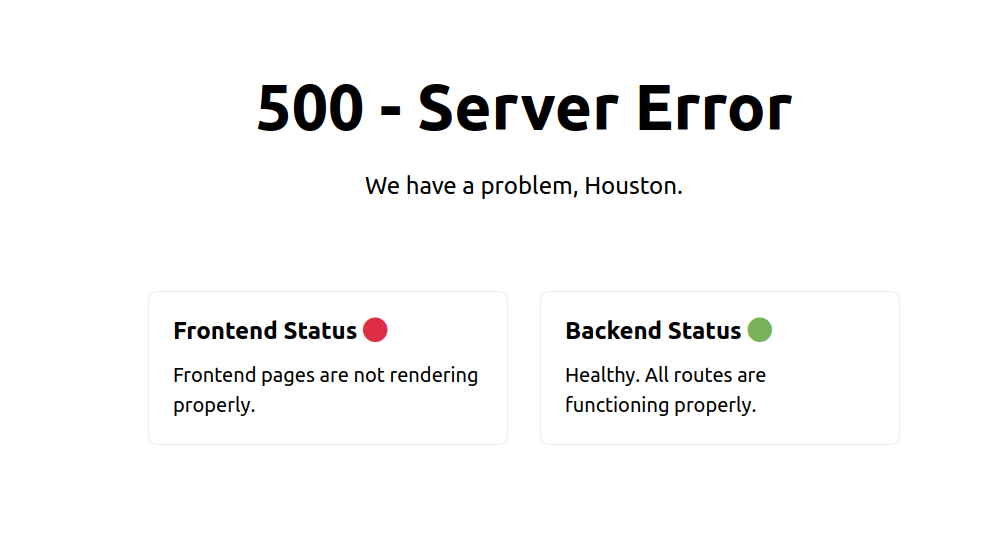 500 - Server Error
We have a problem, Houston.
Frontend Status
Frontend pages are not rendering
properly.
Backend Status
Healthy. All routes are
functioning properly.